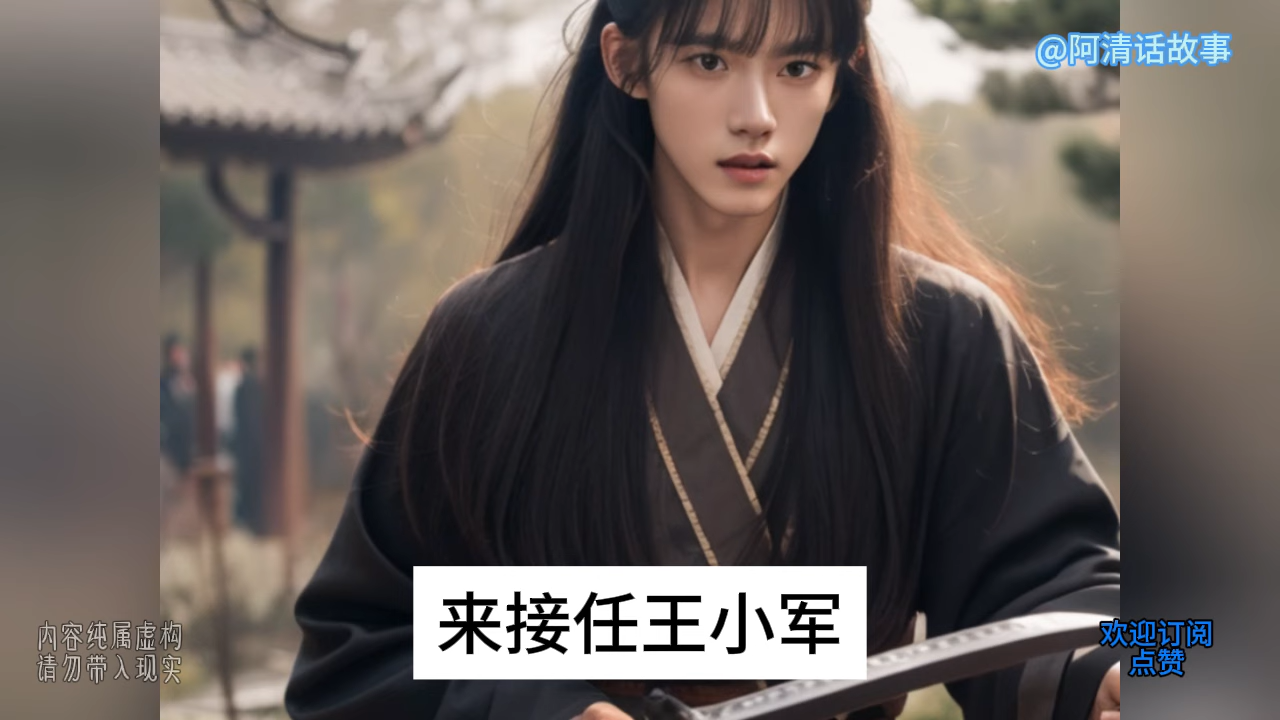 @阿清话故事
来接任王小军
内容纯属虚构
请勿带入现实
欢迎订阅
点赞